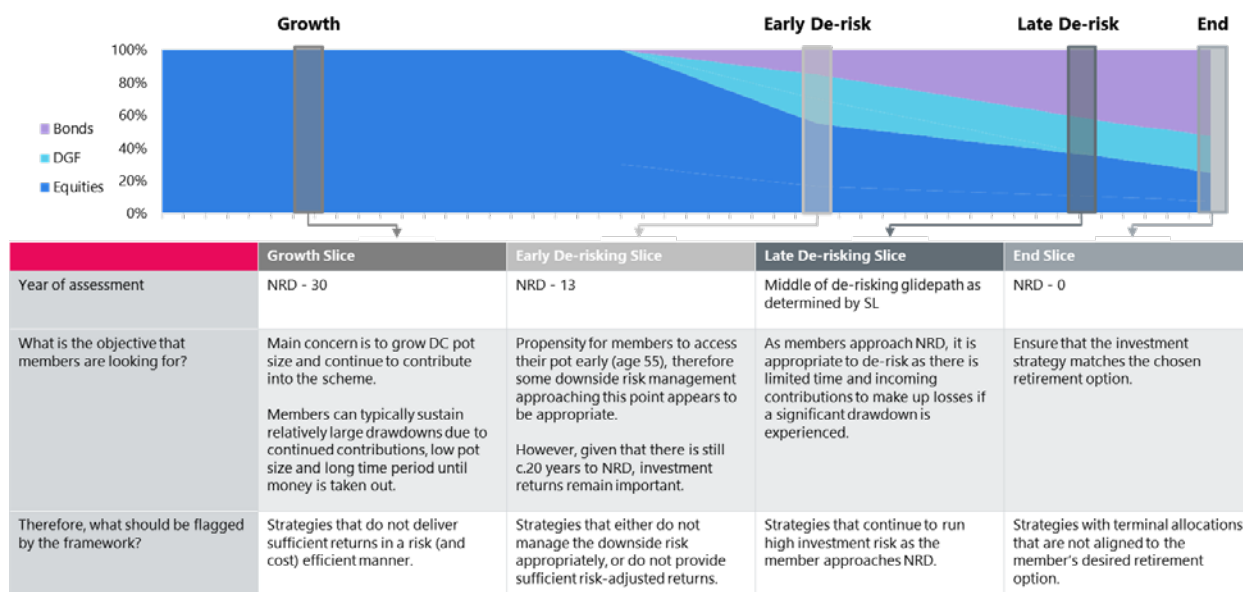 Growth
Early De-risk
Late De-risk
End
100%
80%
60%
40%
20%
0%
Bonds
DGF
Equities
Growth Slice
Early De-risking Slice
Late De-risking Slice
End Slice
Year of assessment
NRD - 30
NRD - 13
Middle of de-risking glidepath as
determined by SL
NRD - 0
What is the objective that
members are looking for?
Main concern is to grow DC pot
size and continue to contribute
into the scheme.
Members can typically sustain
relatively large drawdowns due to
continued contributions, low pot
size and long time period until
money is taken out.
Propensity for members to access
their pot early (age 55), therefore
some downside risk management
approaching this point appears to
be appropriate.
However, given that there is still
c.20 years to NRD, investment
returns remain important.
As members approach NRD, it is
appropriate to de-risk as there is
limited time and incoming
contributions to make up losses if
a significant drawdown is
experienced.
Ensure that the investment
strategy matches the chosen
retirement option.
Therefore, what should be flagged
by the framework?
Strategies that do not deliver
sufficient returns in a risk (and
cost) efficient manner.
Strategies that either do not
manage the downside risk
appropriately, or do not provide
sufficient risk-adjusted returns.
Strategies that continue to run
high investment risk as the
member approaches NRD.
Strategies with terminal allocations
that are not aligned to the
member's desired retirement
option.